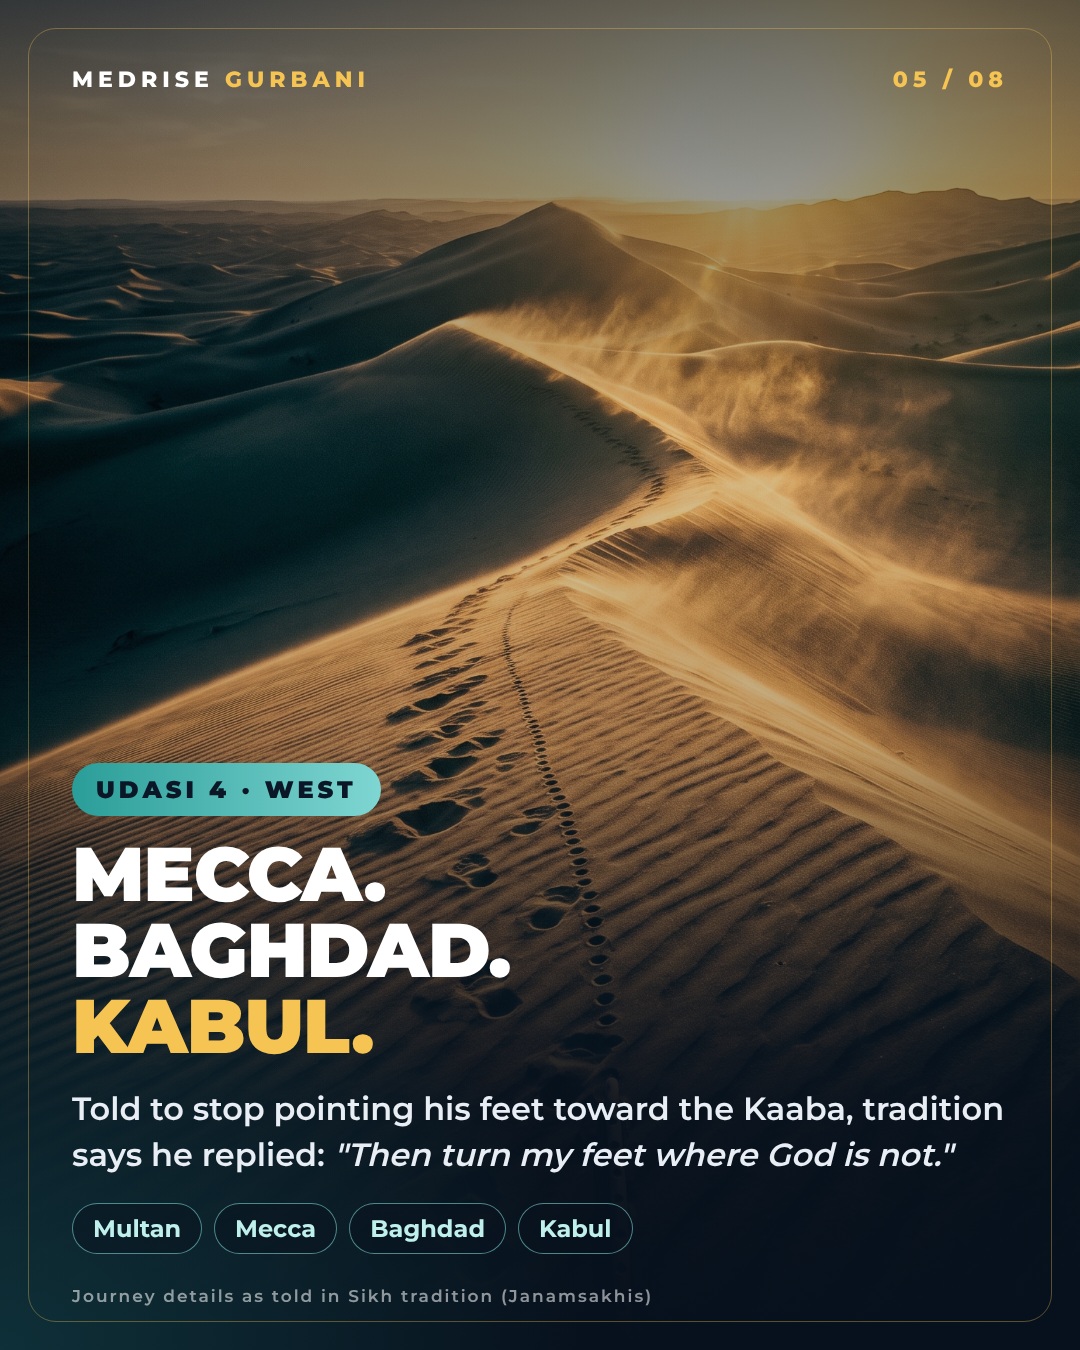 MEDRISE GURBANI
05 / 08
UDASI 4 · WEST
MECCA.
BAGHDAD.
KABUL.
Told to stop pointing his feet toward the Kaaba, tradition
says he replied: "Then turn my feet where God is not."
Multan Mecca Baghdad Kabul
Journey details as told in Sikh tradition (Janamsakhis)